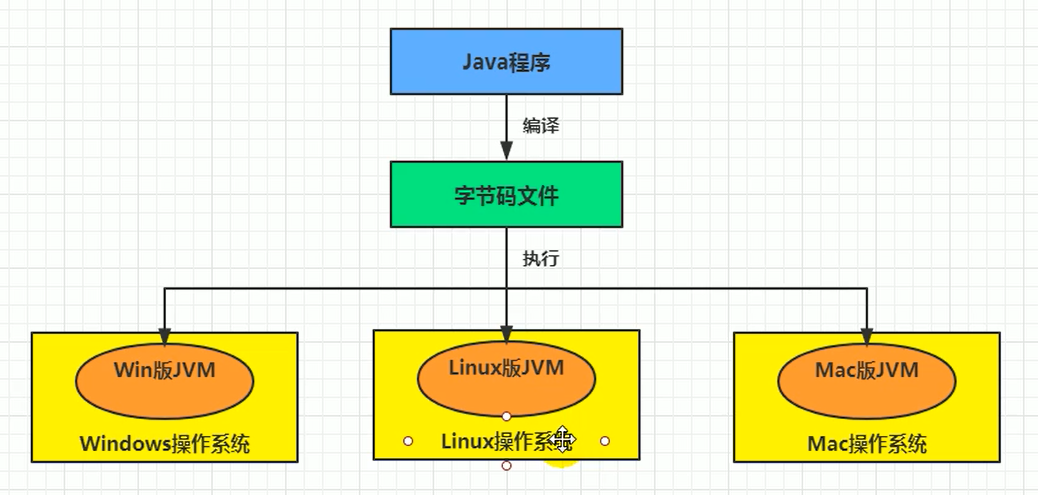 Java程序
编译
字节码文件
执行
Win版JVM
Linux版JVM
Mac版JVM
Windows操作系统
Linux操作系统
Mac操作系统